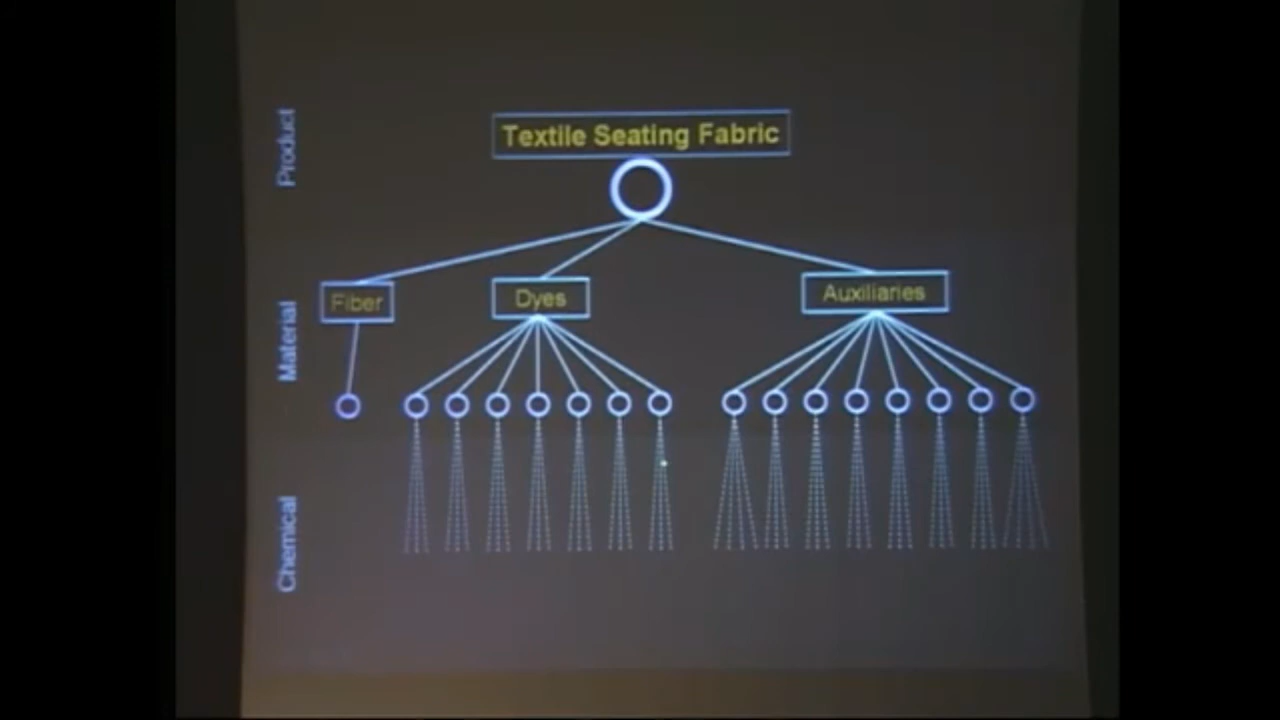 Product
Textile Seating Fabric
Material
Fiber
Dyes
Auxiliaries
Chemical